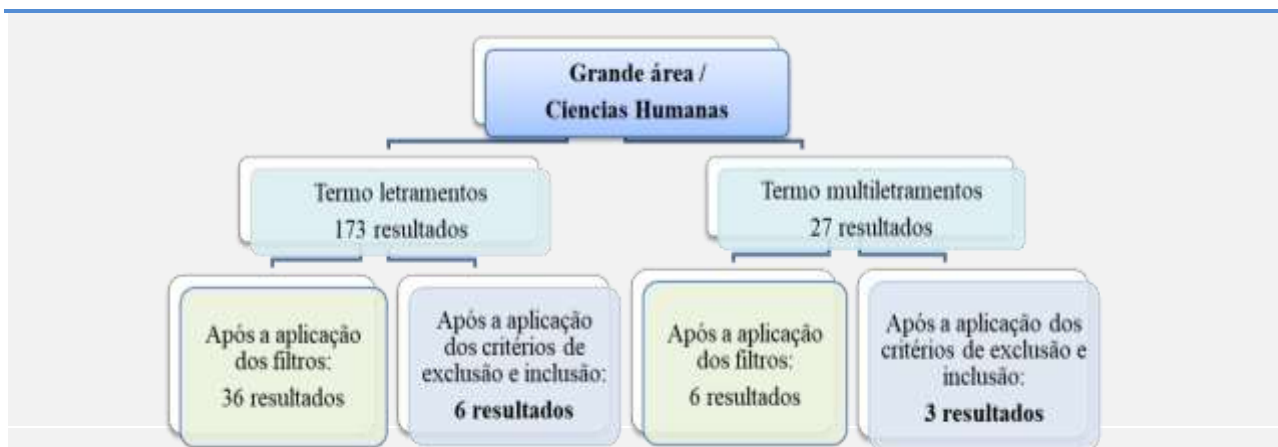 Grande área /
Ciencias Humanas
Termo letramentos
173 resultados
Termo multiletramentos
27 resultados
Após a aplicação
dos filtros:
36 resultados
Após a aplicação
dos critérios de
exclusão e inclusão:
6 resultados
Após a aplicação
dos filtros:
6 resultados
Após a aplicação dos
critérios de exclusão e
inclusão:
3 resultados